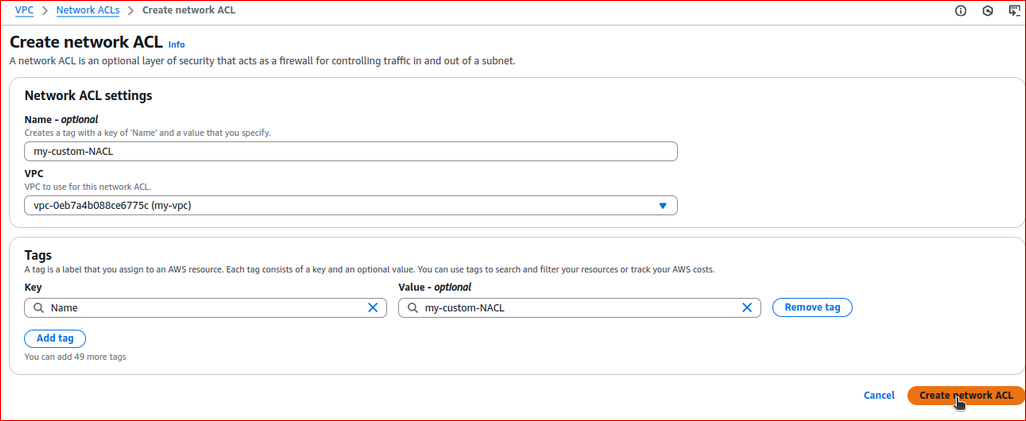 VPC > Network ACLs > Create network ACL
Create network ACL Info
A network ACL is an optional layer of security that acts as a firewall for controlling traffic in and out of a subnet.
Network ACL settings
Name - optional
Creates a tag with a key of 'Name' and a value that you specify.
my-custom-NACL
VPC
VPC to use for this network ACL.
vpc-0eb7a4b088ce6775c (my-vpc)
Tags
A tag is a label that you assign to an AWS resource. Each tag consists of a key and an optional value. You can use tags to search and filter your resources or track your AWS costs.
Key Value - optional
Name my-custom-NACL Remove tag
Add tag
You can add 49 more tags
Cancel Create network ACL